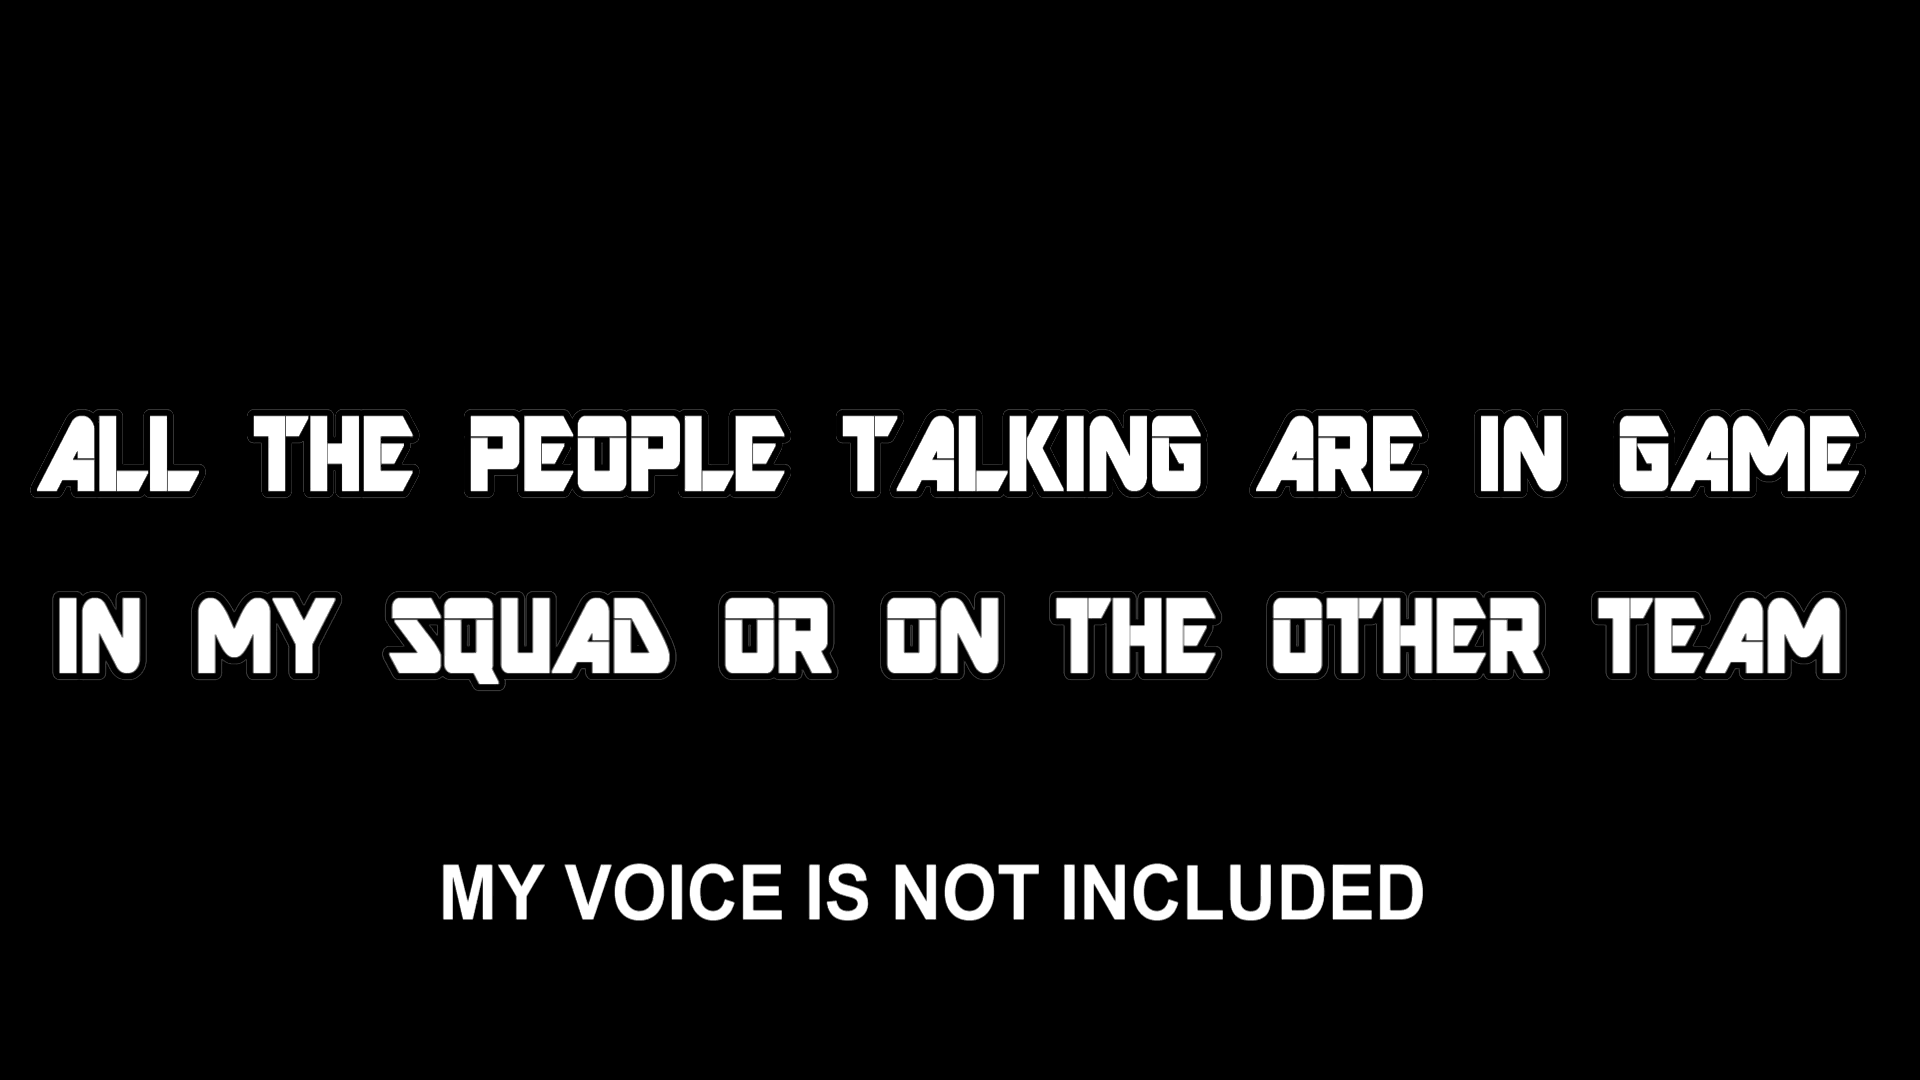 ALL THE PEOPLE TALKING ARE IN GAME
IN MY SQUAD OR ON THE OTHER TEAM
MY VOICE IS NOT INCLUDED